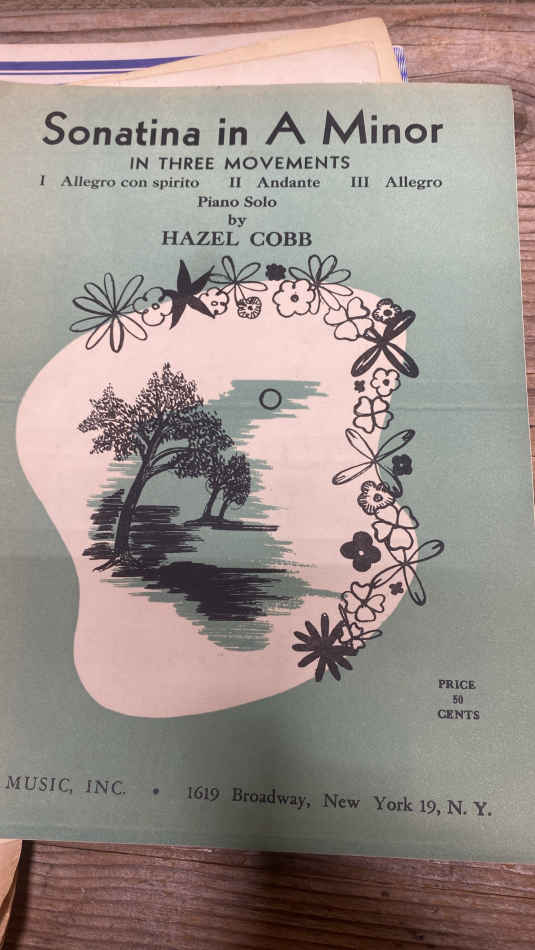 Sonatina in A Minor
IN THREE MOVEMENTS
I Allegro con spirito II Andante III Allegro
Piano Solo
by
HAZEL COBB
PRICE
50
CENTS
MUSIC, INC. • 1619 Broadway, New York 19, N. Y.